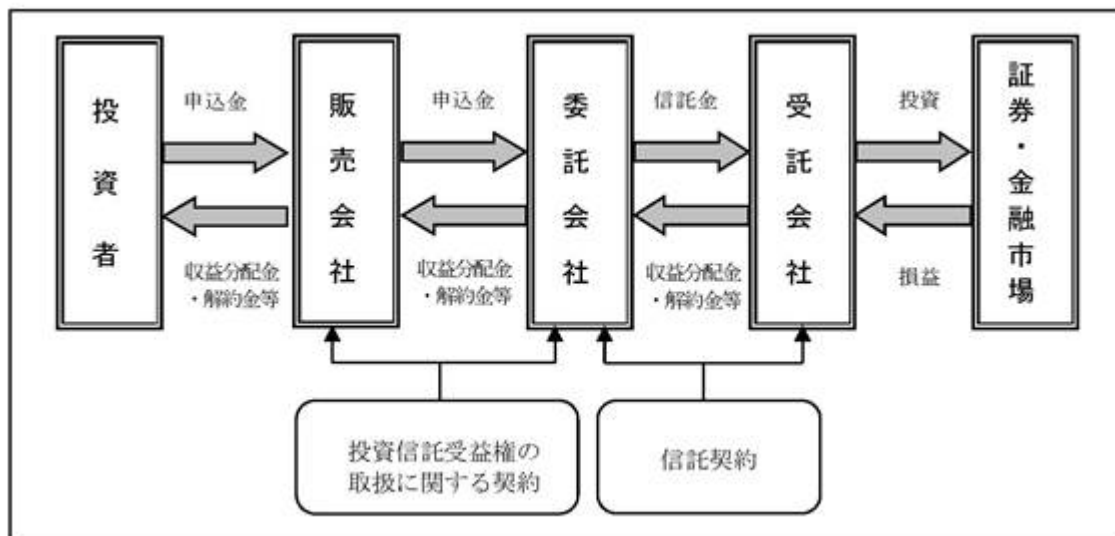 投資者
申込金
収益分配金
・解約金等
販売会社
申込金
収益分配金
・解約金等
委託会社
信託金
収益分配金
・解約金等
受託会社
投資
損益
証券・金融市場
投資信託受益権の
取扱に関する契約
信託契約